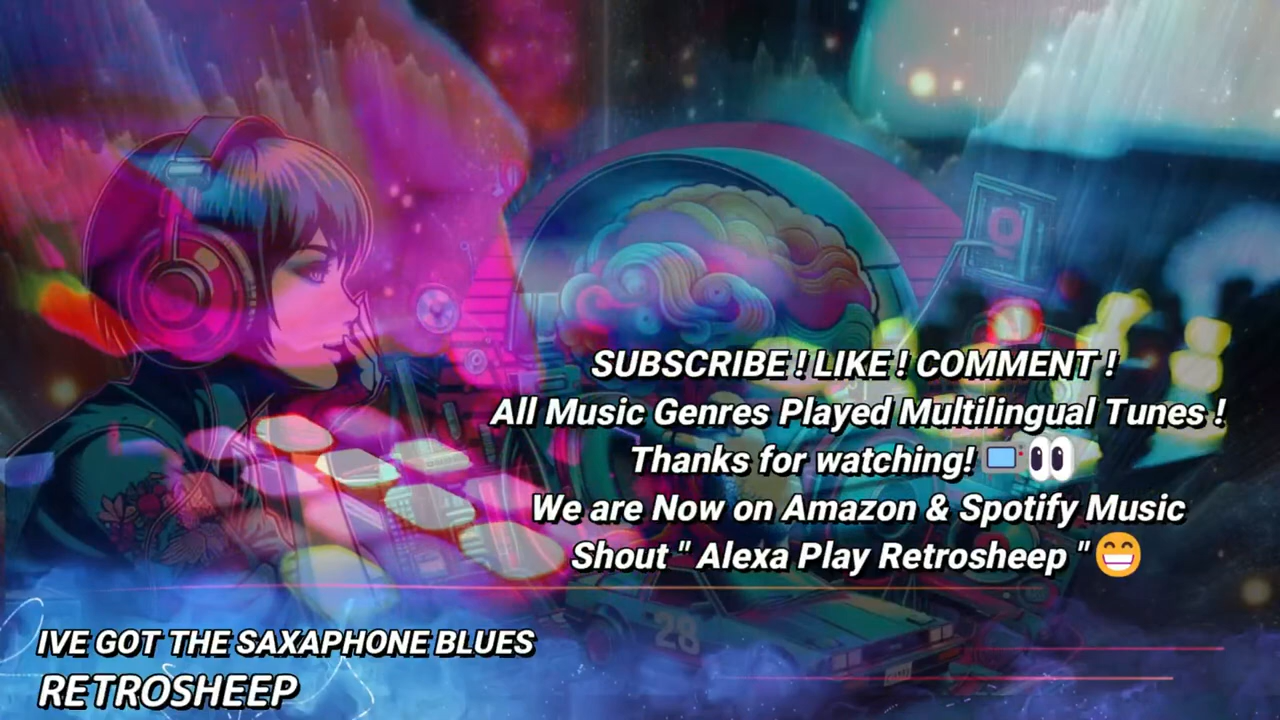 SUBSCRIBE ! LIKE ! COMMENT !
All Music Genres Played Multilingual Tunes !
Thanks for watching! 📺👀
We are Now on Amazon & Spotify Music
Shout " Alexa Play Retrosheep " 😁
28
IVE GOT THE SAXAPHONE BLUES
RETROSHEEP